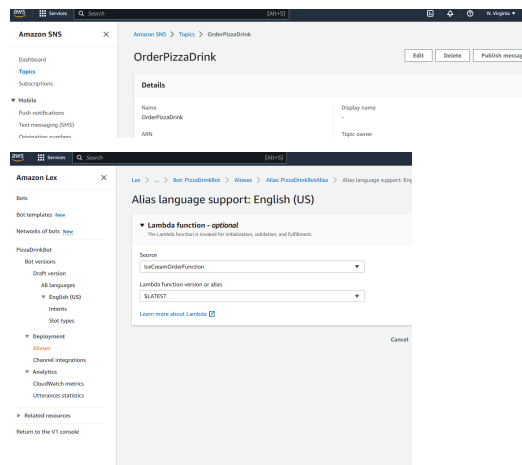 aws Services Search [Alt+S] N. Virginia
Amazon SNS
Amazon SNS > Topics > OrderPizzaDrink
OrderPizzaDrink
Edit Delete Publish messag
Dashboard
Topics
Subscriptions
Details
Mobile
Push notifications
Text messaging (SMS)
Origination numbers
Name
OrderPizzaDrink
Display name
-
ARN
Topic owner
aws Services Search [Alt+S]
Amazon Lex
Lex > ... > Bot: PizzaDrinkBot > Aliases > Alias: PizzaDrinkBotAlias > Alias language support: Eng
Bots
Bot templates New
Networks of bots New
PizzaDrinkBot
Bot versions
Draft version
All languages
English (US)
Intents
Slot types
Deployment
Aliases
Channel integrations
Analytics
CloudWatch metrics
Utterances statistics
Related resources
Return to the V1 console
Alias language support: English (US)
Lambda function - optional
The Lambda function is invoked for initialization, validation, and fulfillment.
Source
IceCreamOrderFunction
Lambda function version or alias
$LATEST
Learn more about Lambda
Cancel